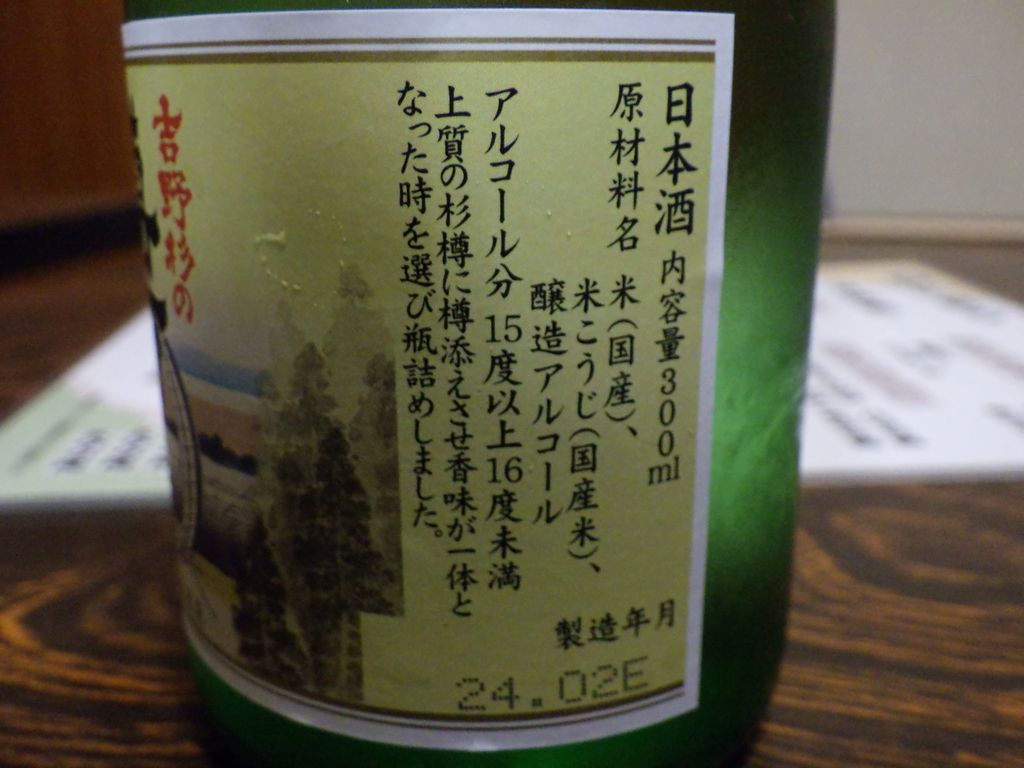 日本酒 内容量300ml
原材料名 米(国産)、
米こうじ(国産米)、
醸造アルコール
アルコール分 15度以上16度未満
上質の杉樽に樽添えさせ香味が一体と
なった時を選び瓶詰めしました。
製造年月
24.02E
吉野杉の